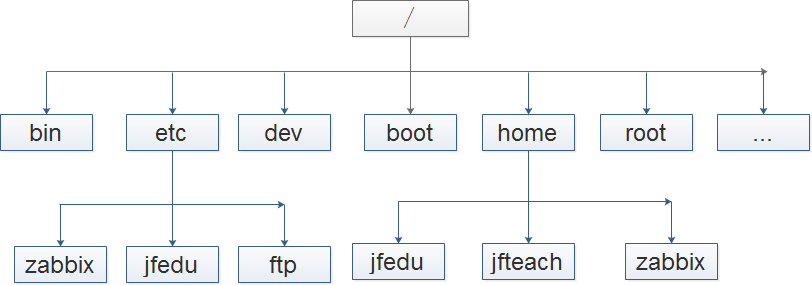 /
bin
etc
dev
boot
home
root
...
zabbix
jfedu
ftp
jfedu
jfteach
zabbix